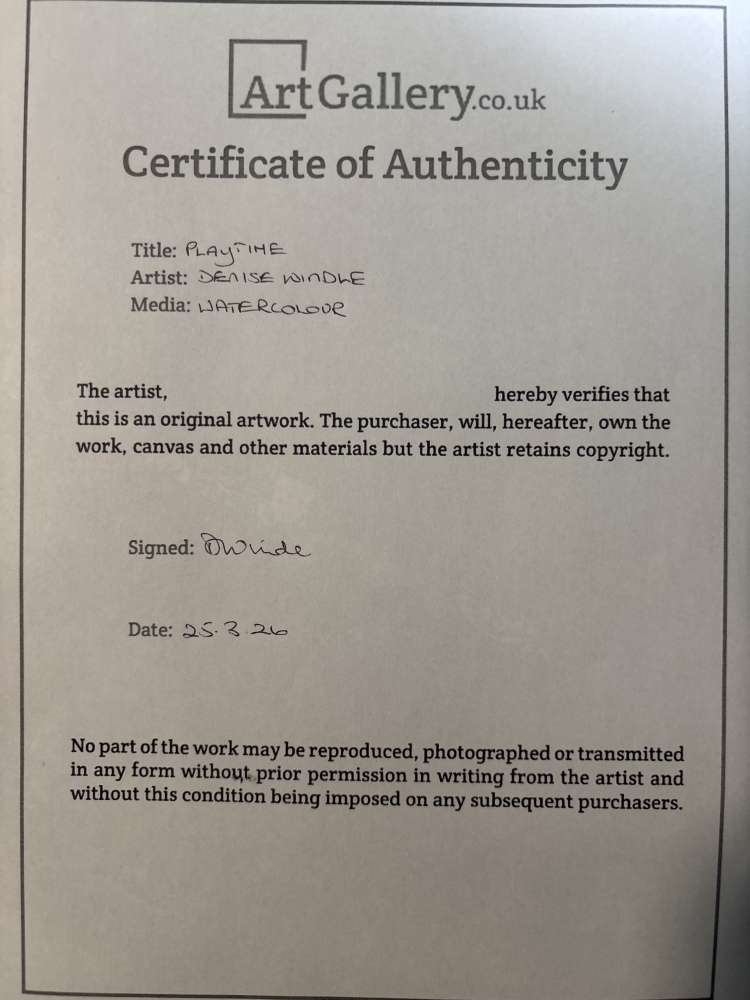 ArtGallery.co.uk
Certificate of Authenticity
Title: PLAYTIME
Artist: DENISE WINDLE
Media: WATERCOLOUR
The artist, hereby verifies that
this is an original artwork. The purchaser, will, hereafter, own the
work, canvas and other materials but the artist retains copyright.
Signed: DWindle
Date: 25.3.26
No part of the work may be reproduced, photographed or transmitted
in any form without prior permission in writing from the artist and
without this condition being imposed on any subsequent purchasers.